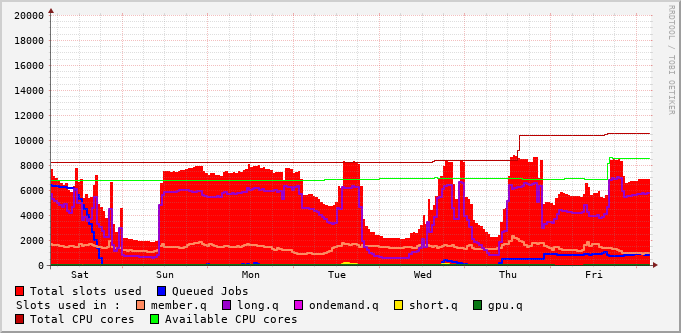 20000
18000
16000
14000
12000
10000
8000
6000
4000
2000
0
Sat Sun Mon Tue Wed Thu Fri
RRDTOOL / TOBI OETIKER
Total slots used Queued Jobs
Slots used in : member.q long.q ondemand.q short.q gpu.q
Total CPU cores Available CPU cores